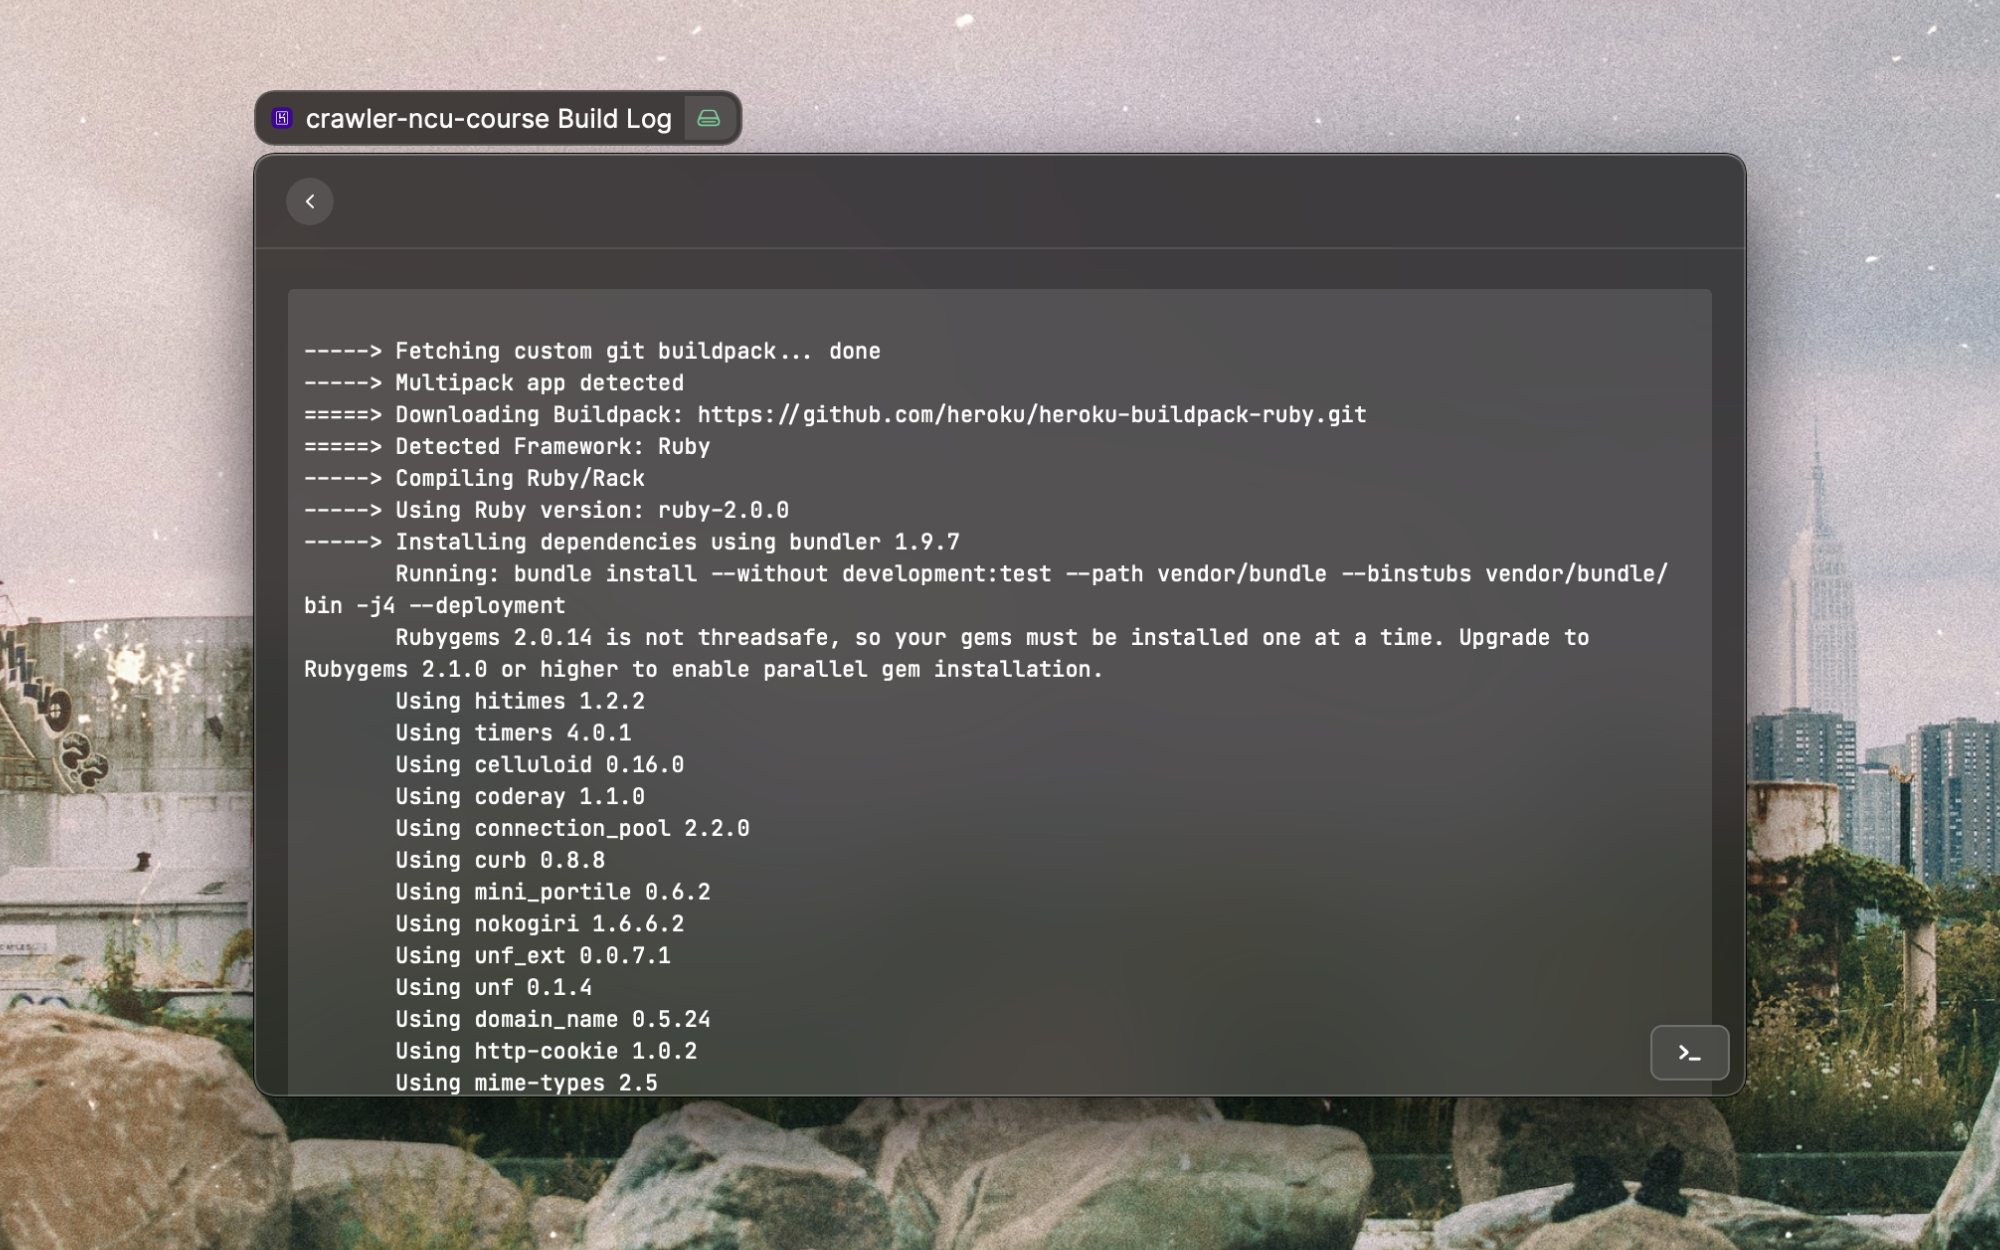 crawler-ncu-course Build Log
-----> Fetching custom git buildpack... done
-----> Multipack app detected
=====> Downloading Buildpack: https://github.com/heroku/heroku-buildpack-ruby.git
=====> Detected Framework: Ruby
-----> Compiling Ruby/Rack
-----> Using Ruby version: ruby-2.0.0
-----> Installing dependencies using bundler 1.9.7
       Running: bundle install --without development:test --path vendor/bundle --binstubs vendor/bundle/
bin -j4 --deployment
       Rubygems 2.0.14 is not threadsafe, so your gems must be installed one at a time. Upgrade to
Rubygems 2.1.0 or higher to enable parallel gem installation.
       Using hitimes 1.2.2
       Using timers 4.0.1
       Using celluloid 0.16.0
       Using coderay 1.1.0
       Using connection_pool 2.2.0
       Using curb 0.8.8
       Using mini_portile 0.6.2
       Using nokogiri 1.6.6.2
       Using unf_ext 0.0.7.1
       Using unf 0.1.4
       Using domain_name 0.5.24
       Using http-cookie 1.0.2
       Using mime-types 2.5
>_